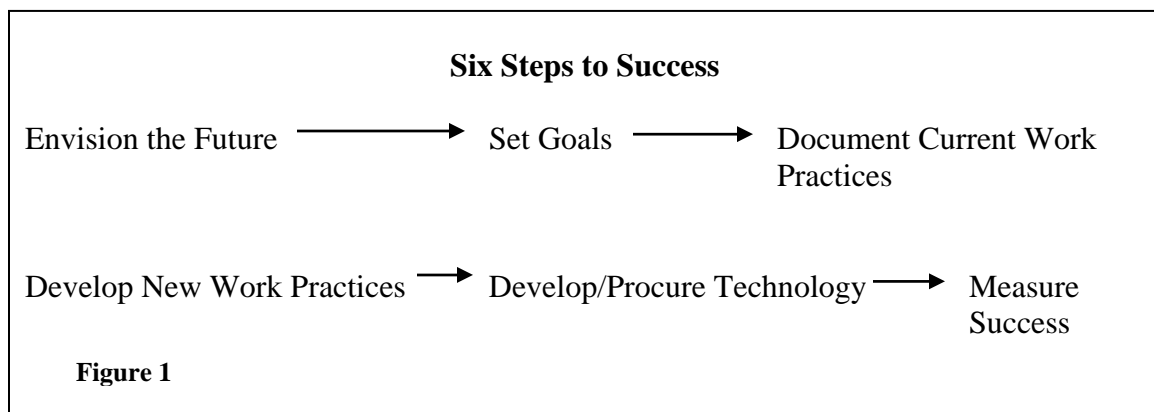 Six Steps to Success
Envision the Future Set Goals Document Current Work
Practices
Develop New Work Practices Develop/Procure Technology Measure
Success
Figure 1